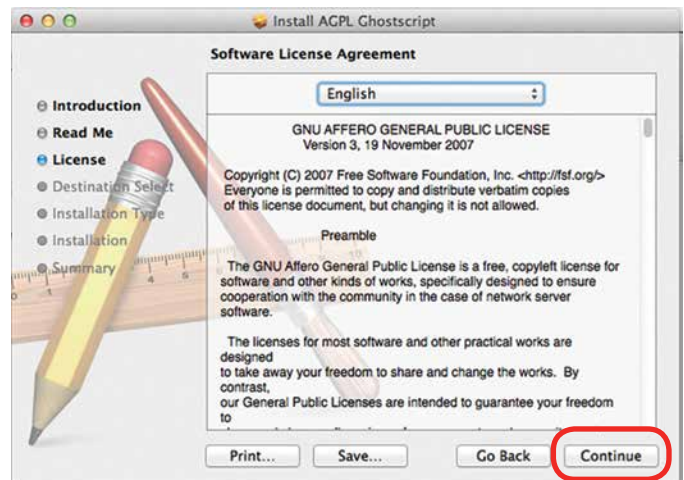 Install AGPL Ghostscript
Software License Agreement
English
Introduction
Read Me
License
Destination Select
Installation Type
Installation
Summary
GNU AFFERO GENERAL PUBLIC LICENSE
Version 3, 19 November 2007
Copyright (C) 2007 Free Software Foundation, Inc. <http://fsf.org/>
Everyone is permitted to copy and distribute verbatim copies
of this license document, but changing it is not allowed.
Preamble
The GNU Affero General Public License is a free, copyleft license for
software and other kinds of works, specifically designed to ensure
cooperation with the community in the case of network server
software.
The licenses for most software and other practical works are
designed
to take away your freedom to share and change the works. By
contrast,
our General Public Licenses are intended to guarantee your freedom
to
Print...
Save...
Go Back
Continue